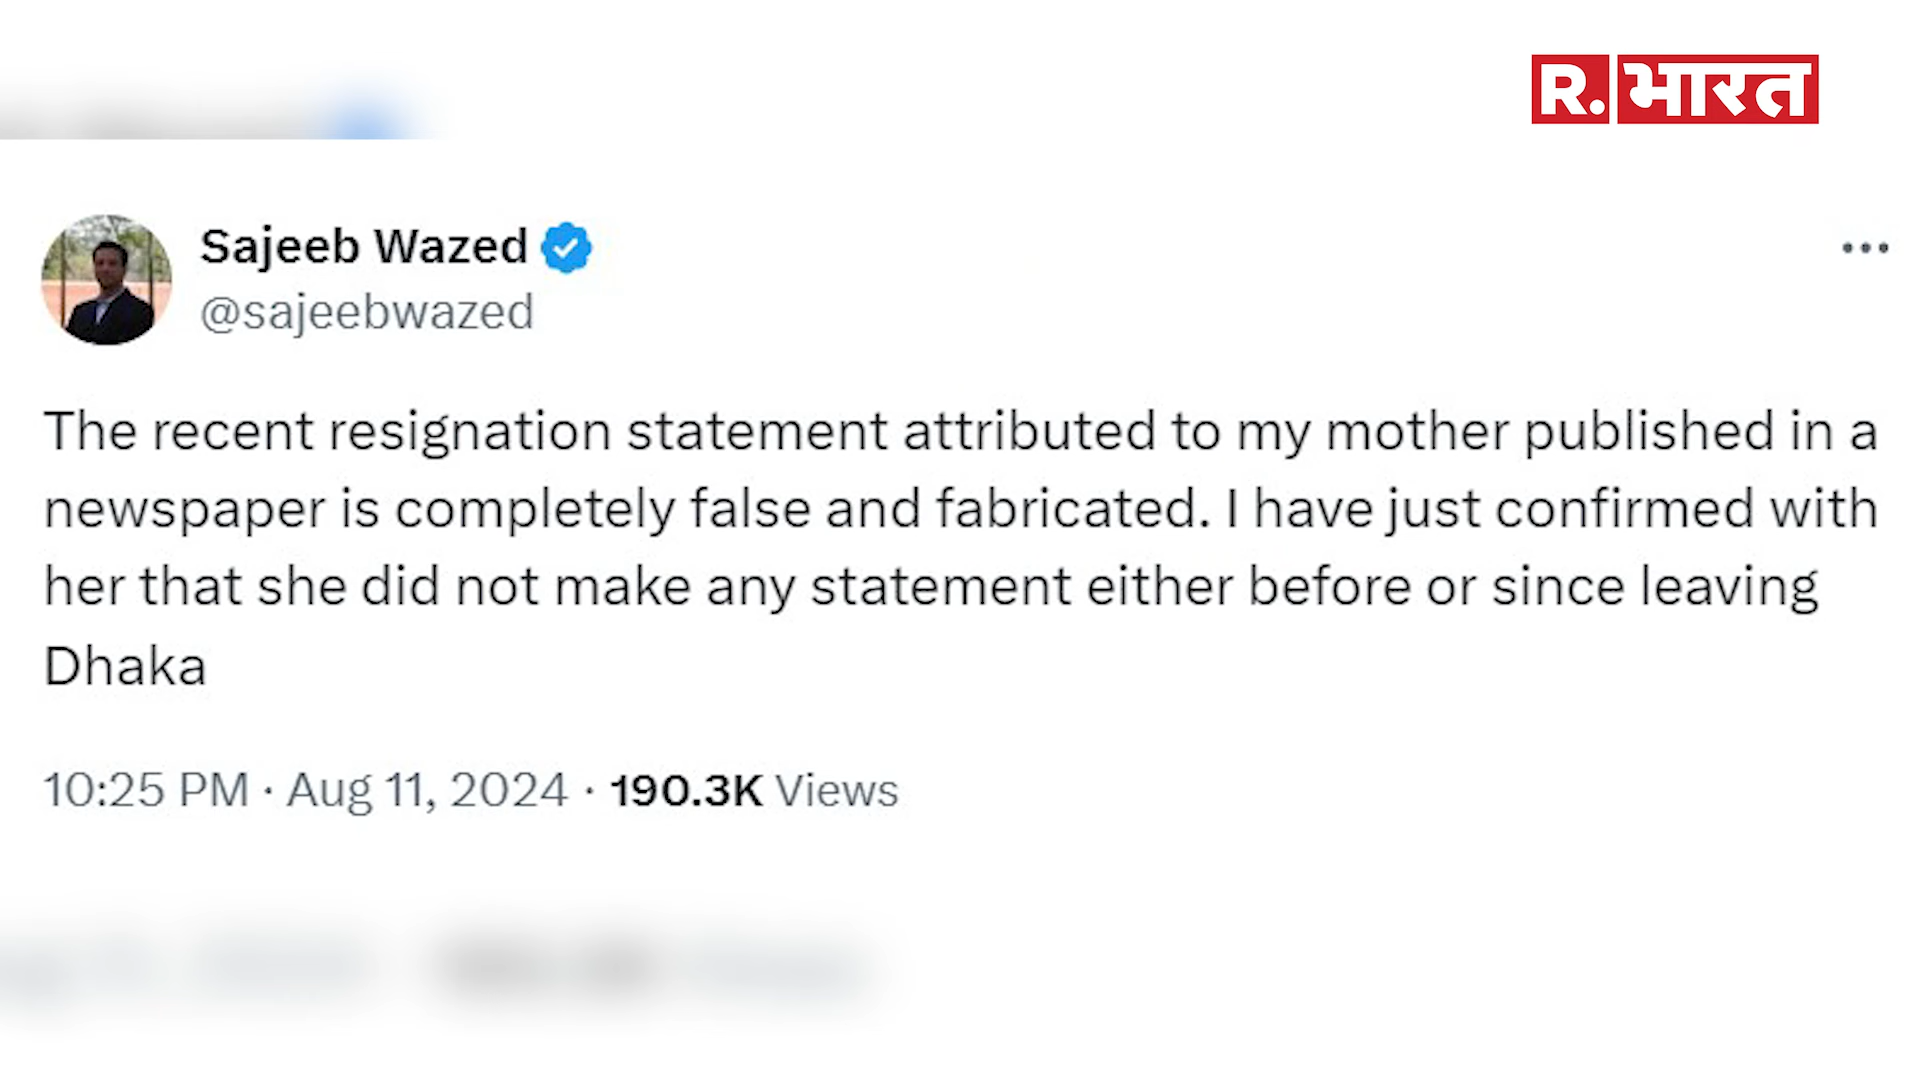 R. भारत
Sajeeb Wazed
@sajeebwazed
The recent resignation statement attributed to my mother published in a
newspaper is completely false and fabricated. I have just confirmed with
her that she did not make any statement either before or since leaving
Dhaka
10:25 PM · Aug 11, 2024 · 190.3K Views